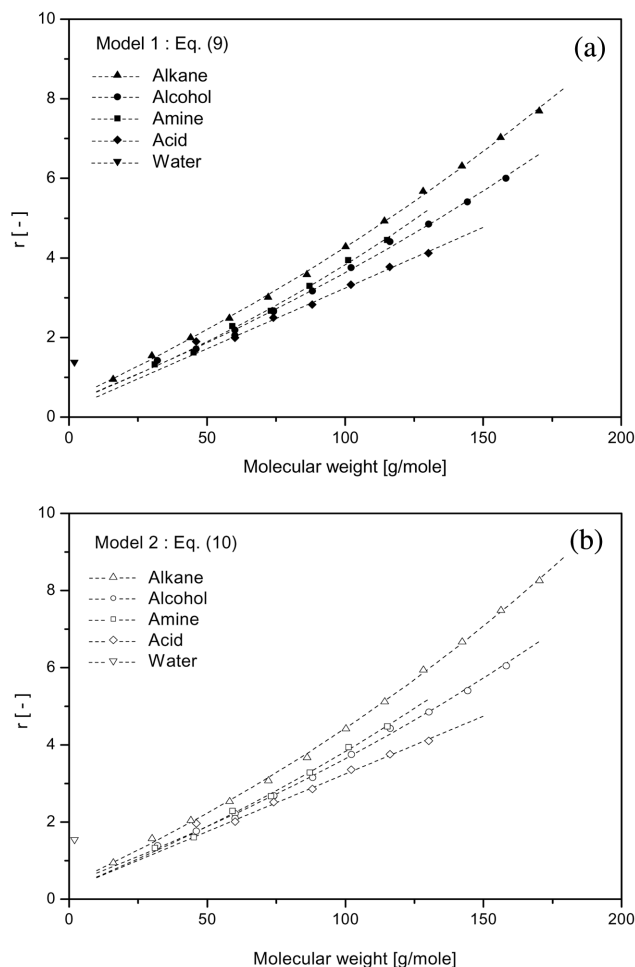 10
Model 1 : Eq. (9)
(a)
Alkane
Alcohol
Amine
Acid
Water
8
6
r [ - ]
4
2
0
0 50 100 150 200
Molecular weight [g/mole]
10
Model 2 : Eq. (10)
(b)
Alkane
Alcohol
Amine
Acid
Water
8
6
r [ - ]
4
2
0
0 50 100 150 200
Molecular weight [g/mole]